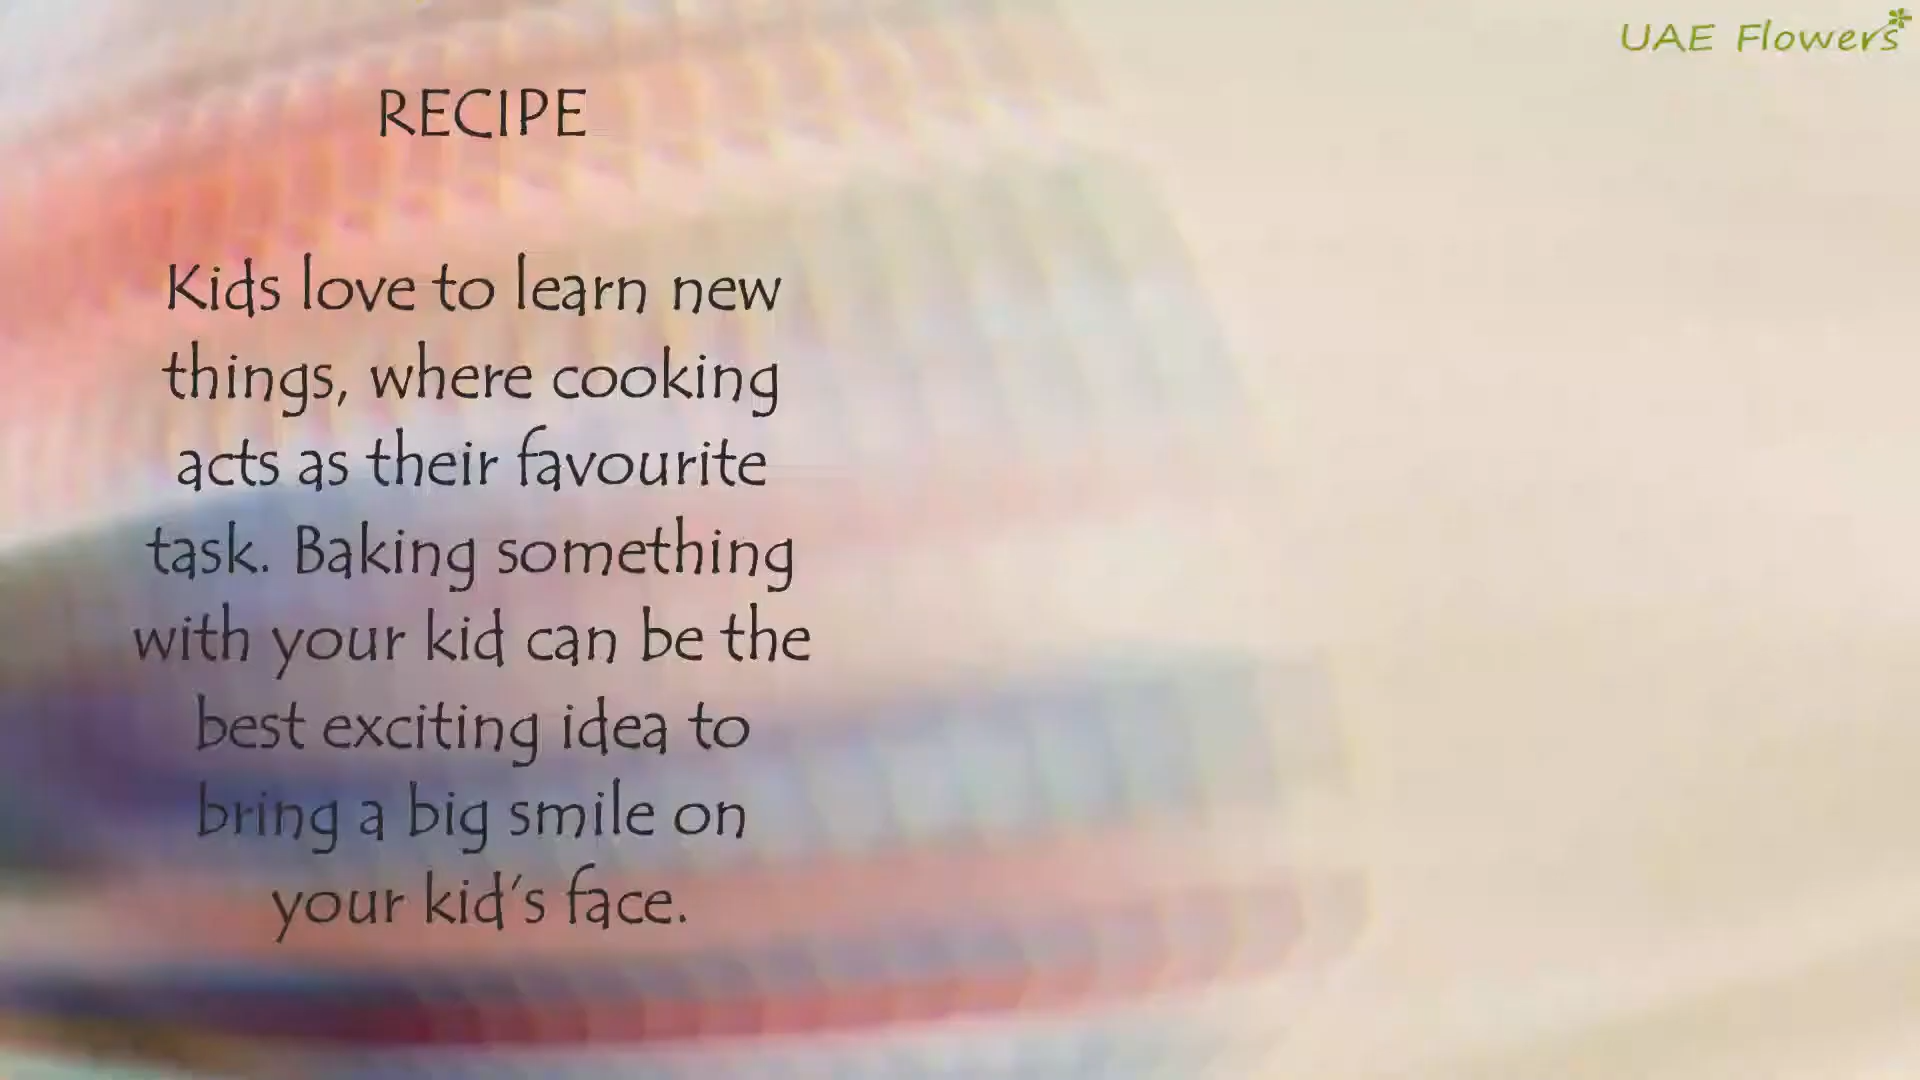 UAE Flowers
RECIPE
Kids love to learn new
things, where cooking
acts as their favourite
task. Baking something
with your kid can be the
best exciting idea to
bring a big smile on
your kid's face.